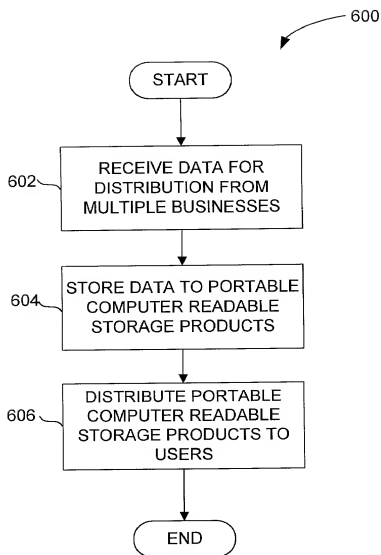 600
START
602
RECEIVE DATA FOR
DISTRIBUTION FROM
MULTIPLE BUSINESSES
604
STORE DATA TO PORTABLE
COMPUTER READABLE
STORAGE PRODUCTS
606
DISTRIBUTE PORTABLE
COMPUTER READABLE
STORAGE PRODUCTS TO
USERS
END